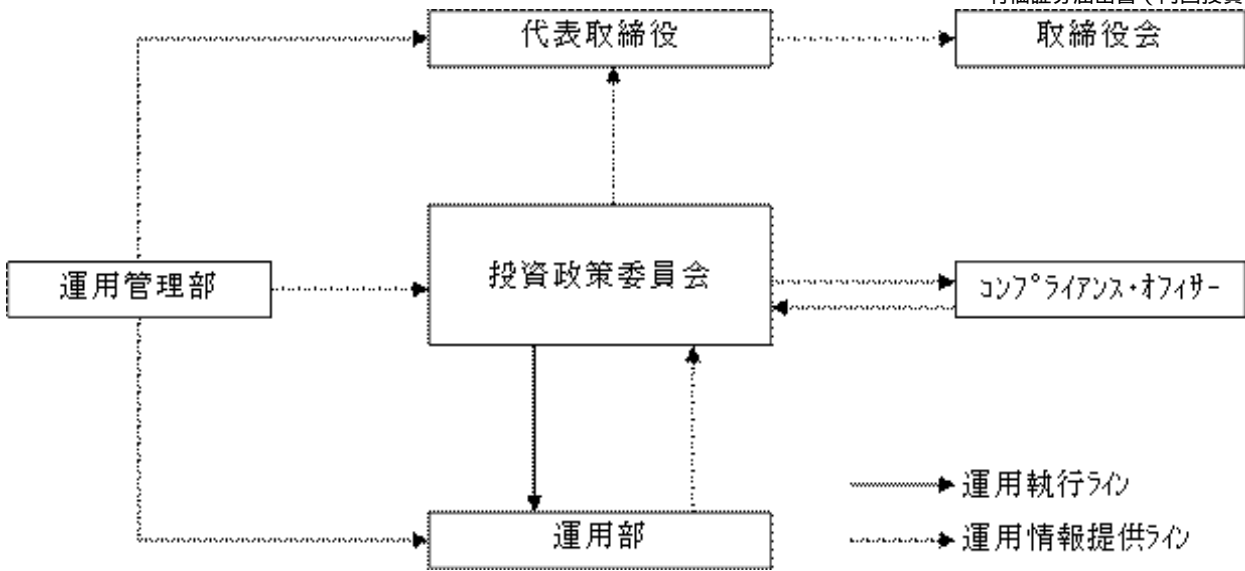 代表取締役
取締役会
運用管理部
投資政策委員会
ｺﾝﾌﾟﾗｲｱﾝｽ・ｵﾌｨｻｰ
運用部
運用執行ﾗｲﾝ
運用情報提供ﾗｲﾝ